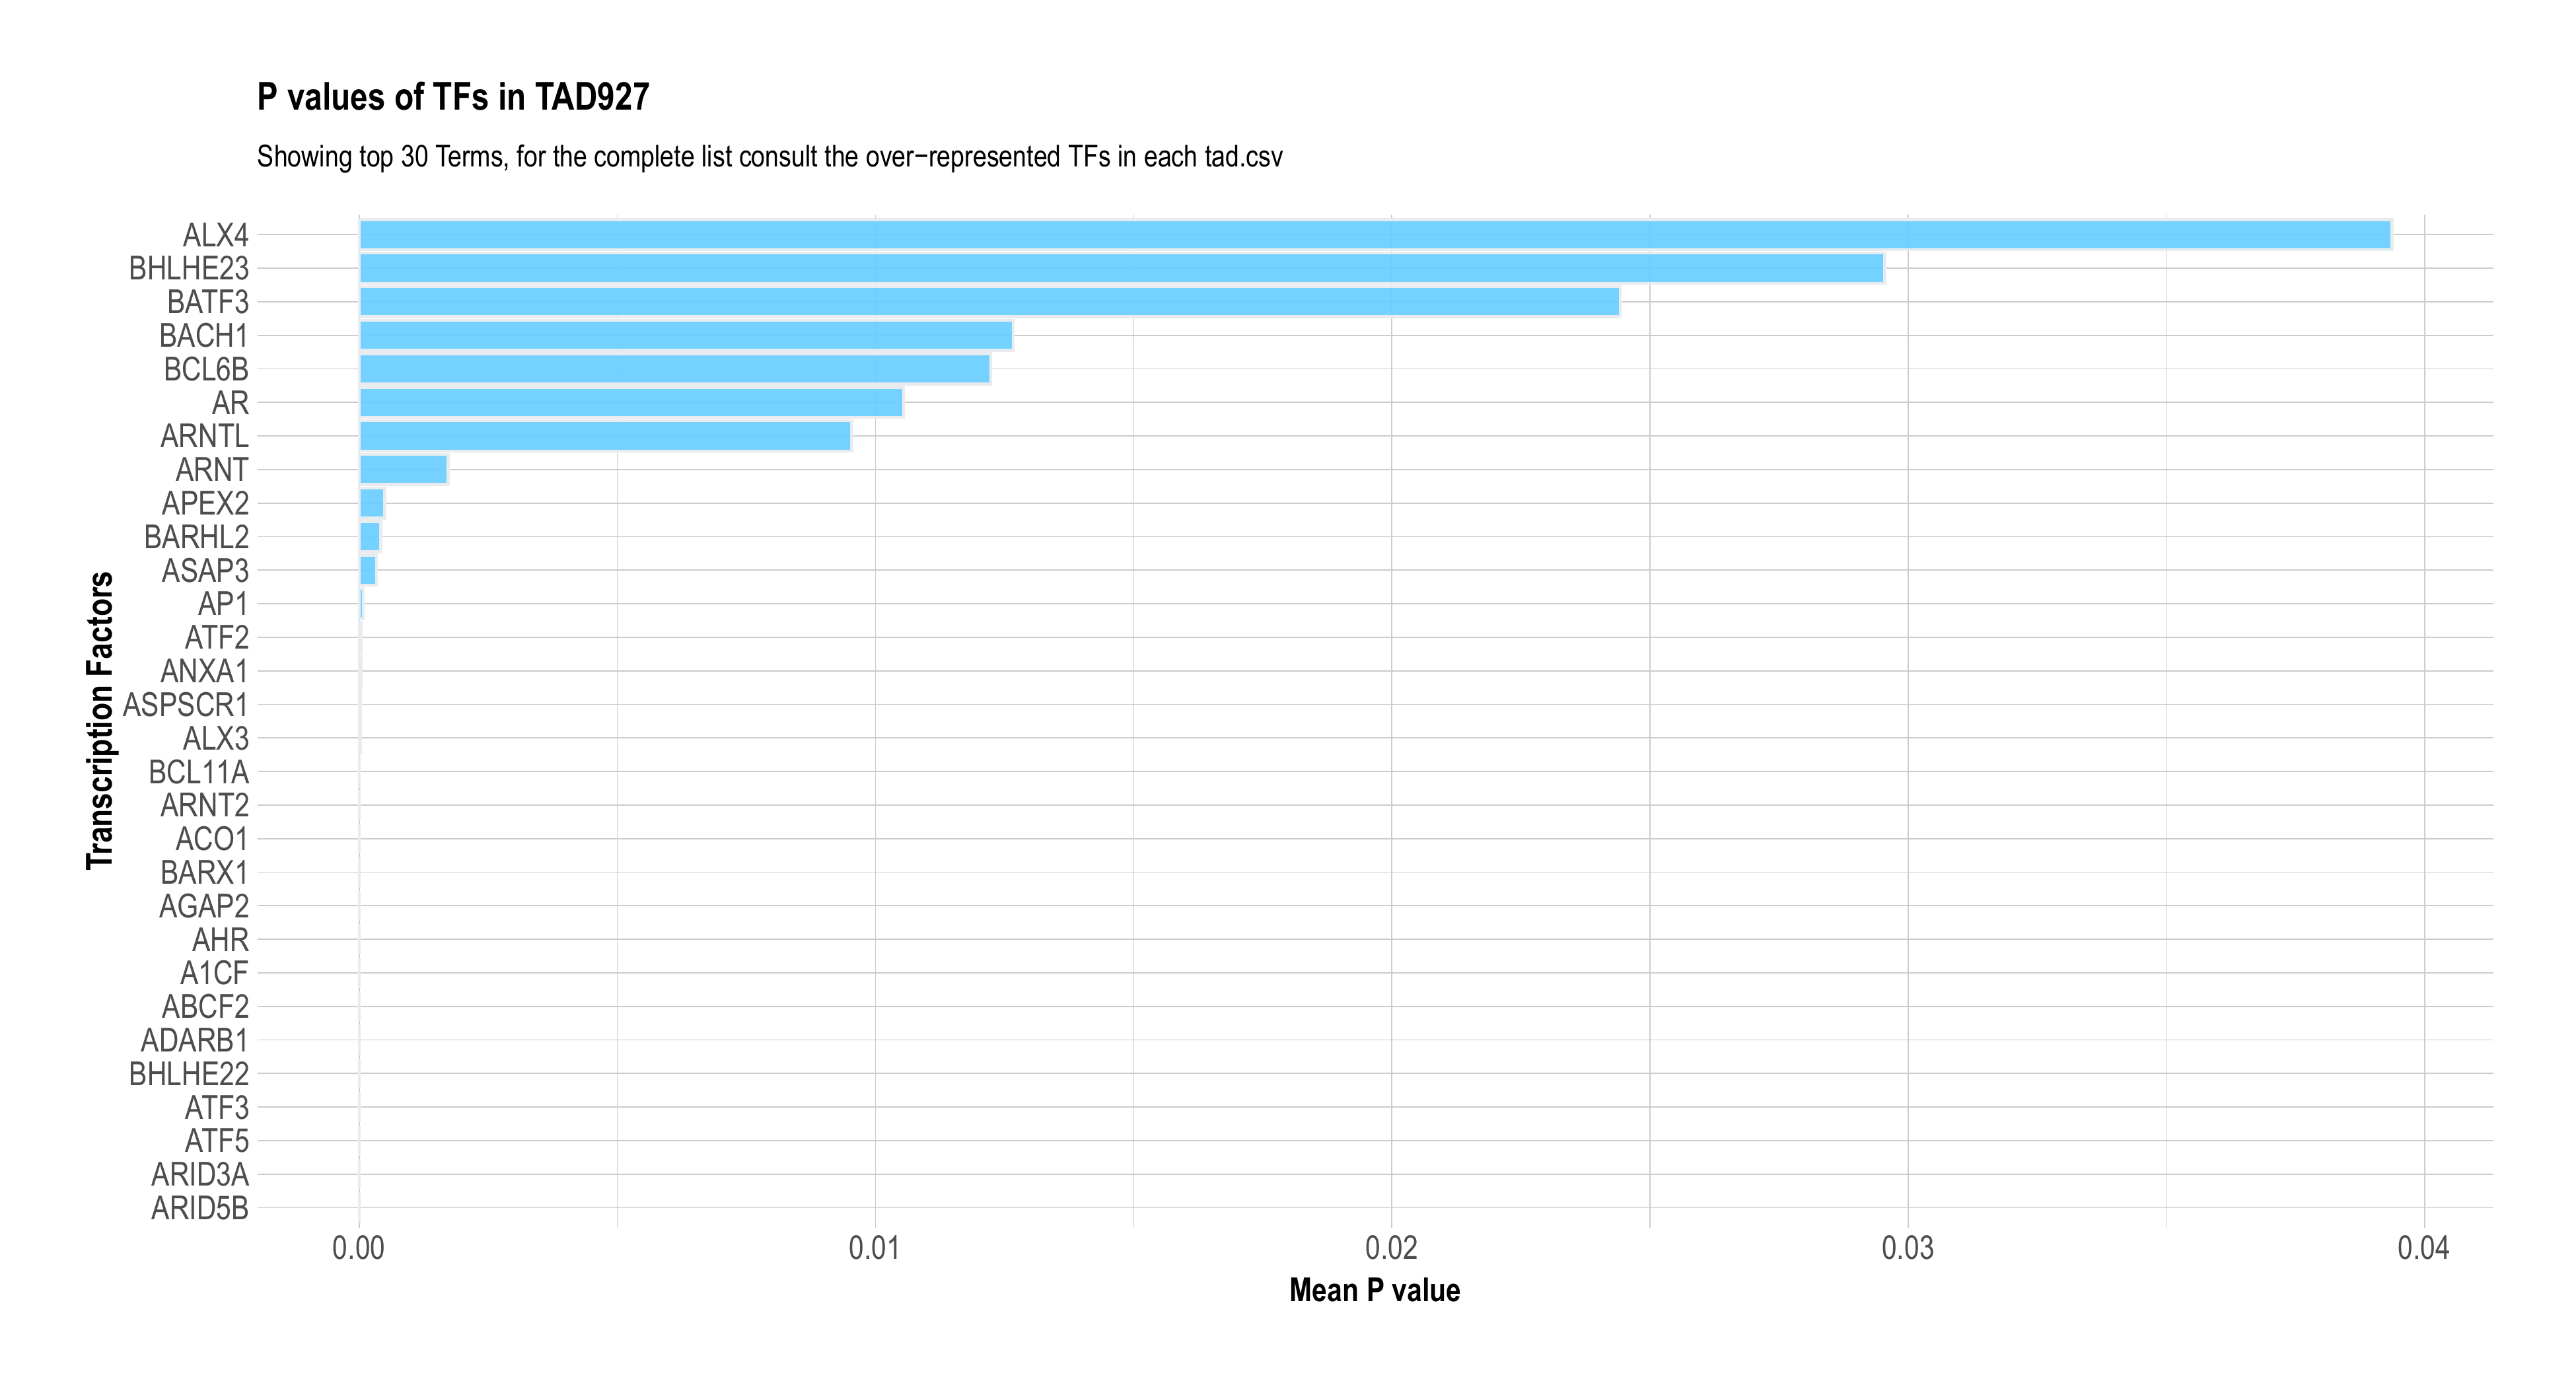 P values of TFs in TAD927
Showing top 30 Terms, for the complete list consult the over−represented TFs in each tad.csv
Transcription Factors
ALX4
BHLHE23
BATF3
BACH1
BCL6B
AR
ARNTL
ARNT
APEX2
BARHL2
ASAP3
AP1
ATF2
ANXA1
ASPSCR1
ALX3
BCL11A
ARNT2
ACO1
BARX1
AGAP2
AHR
A1CF
ABCF2
ADARB1
BHLHE22
ATF3
ATF5
ARID3A
ARID5B
0.00 0.01 0.02 0.03 0.04
Mean P value